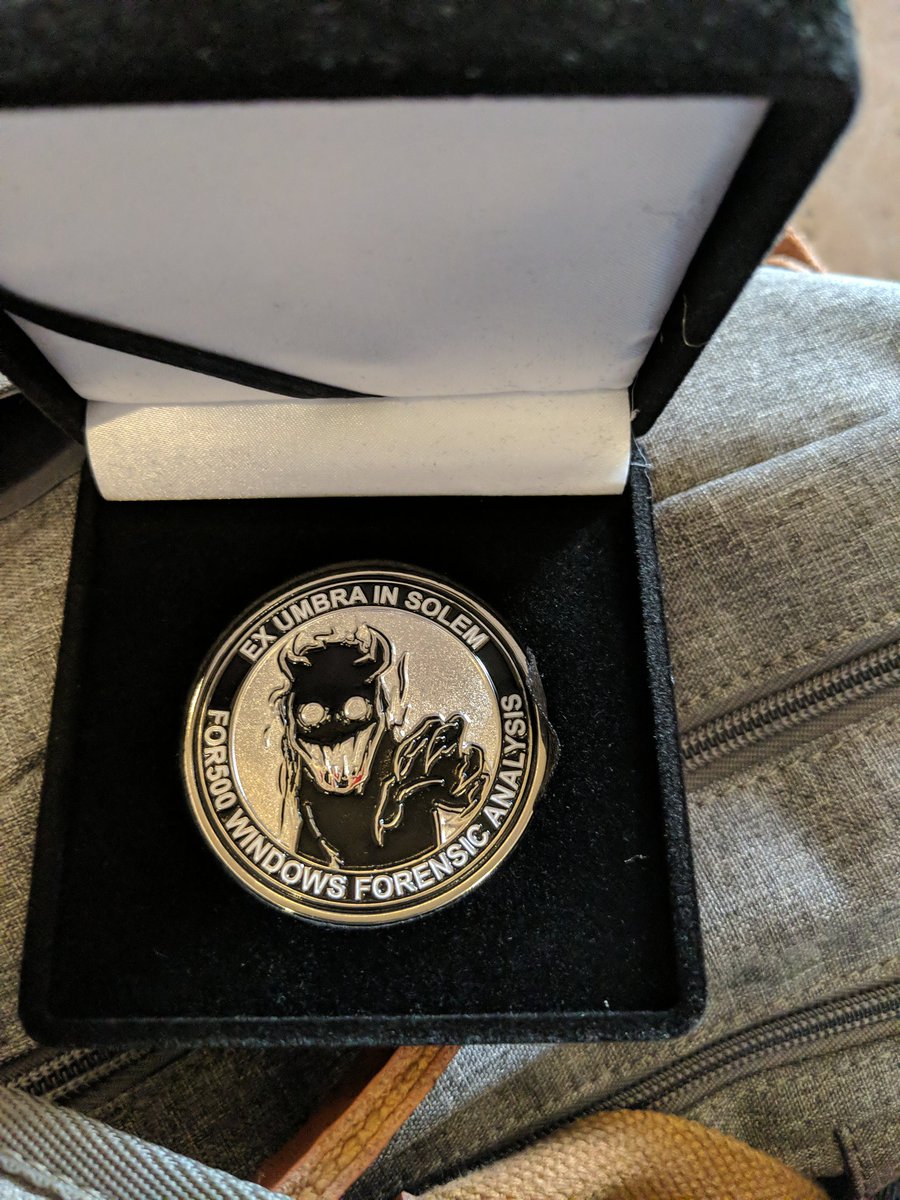 EX UMBRA IN SOLEM
FOR500 WINDOWS FORENSIC ANALYSIS